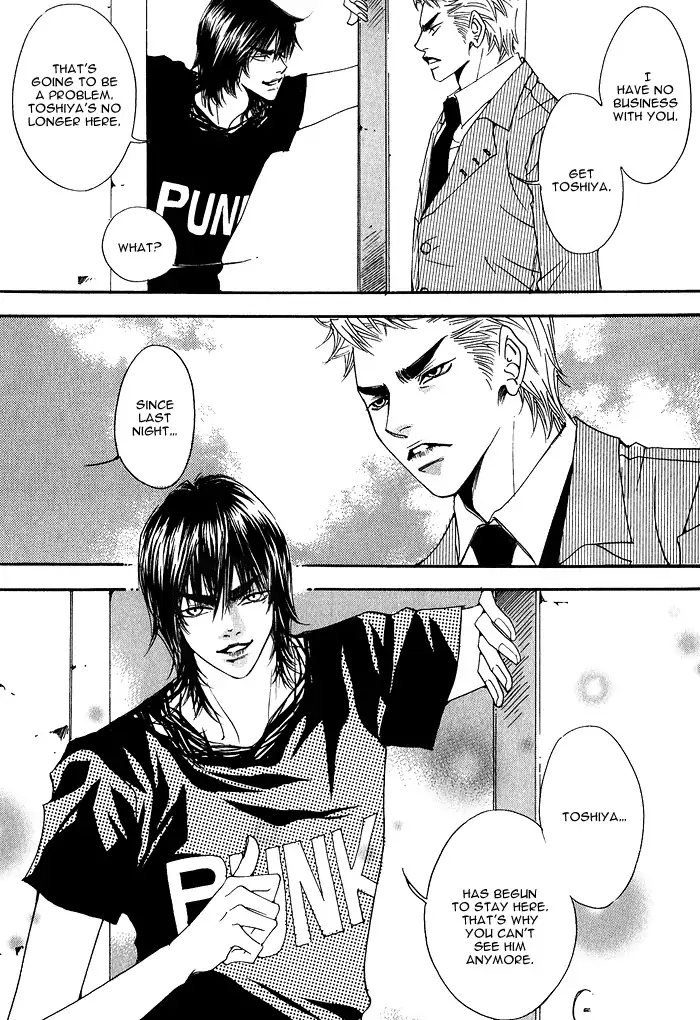 I
HAVE NO
BUSINESS
WITH YOU.
GET
TOSHIYA.
THAT'S
GOING TO BE
A PROBLEM.
TOSHIYA'S NO
LONGER HERE.
PUNK
WHAT?
SINCE
LAST
NIGHT...
TOSHIYA...
HAS BEGUN
TO STAY HERE.
THAT'S WHY
YOU CAN'T
SEE HIM
ANYMORE.
PUNK